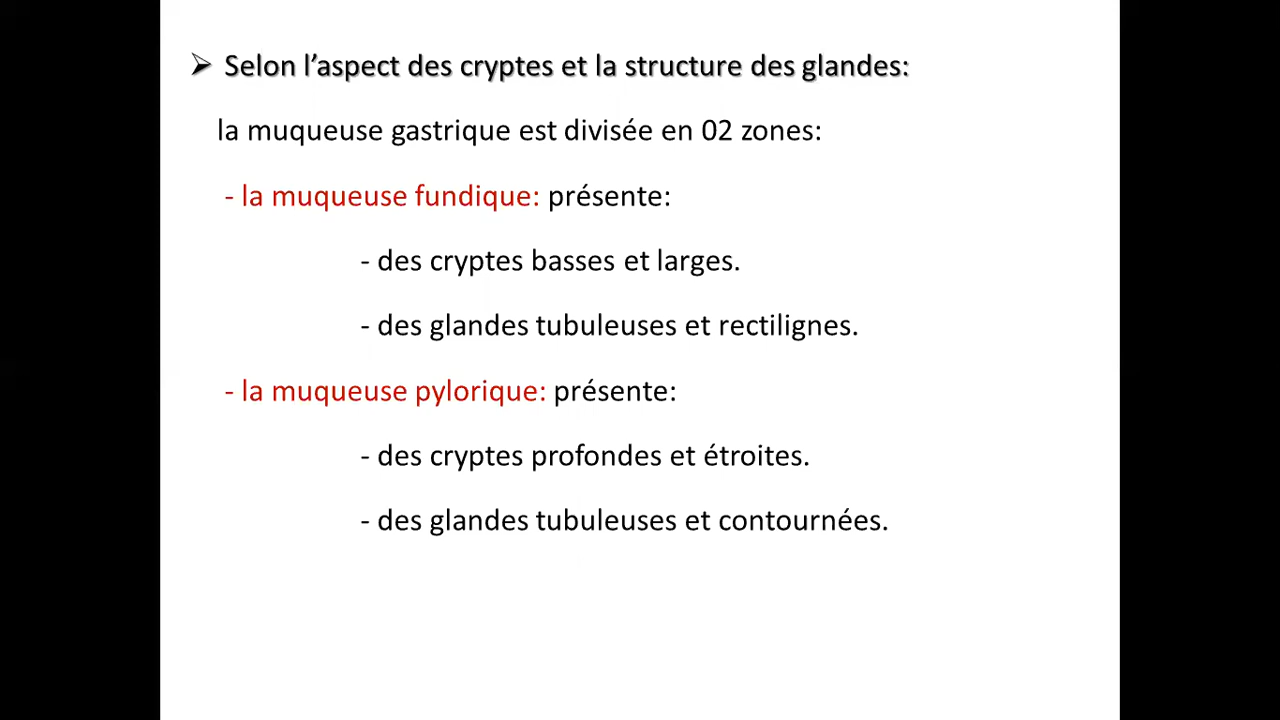 ➢ Selon l’aspect des cryptes et la structure des glandes:
la muqueuse gastrique est divisée en 02 zones:
- la muqueuse fundique: présente:
- des cryptes basses et larges.
- des glandes tubuleuses et rectilignes.
- la muqueuse pylorique: présente:
- des cryptes profondes et étroites.
- des glandes tubuleuses et contournées.